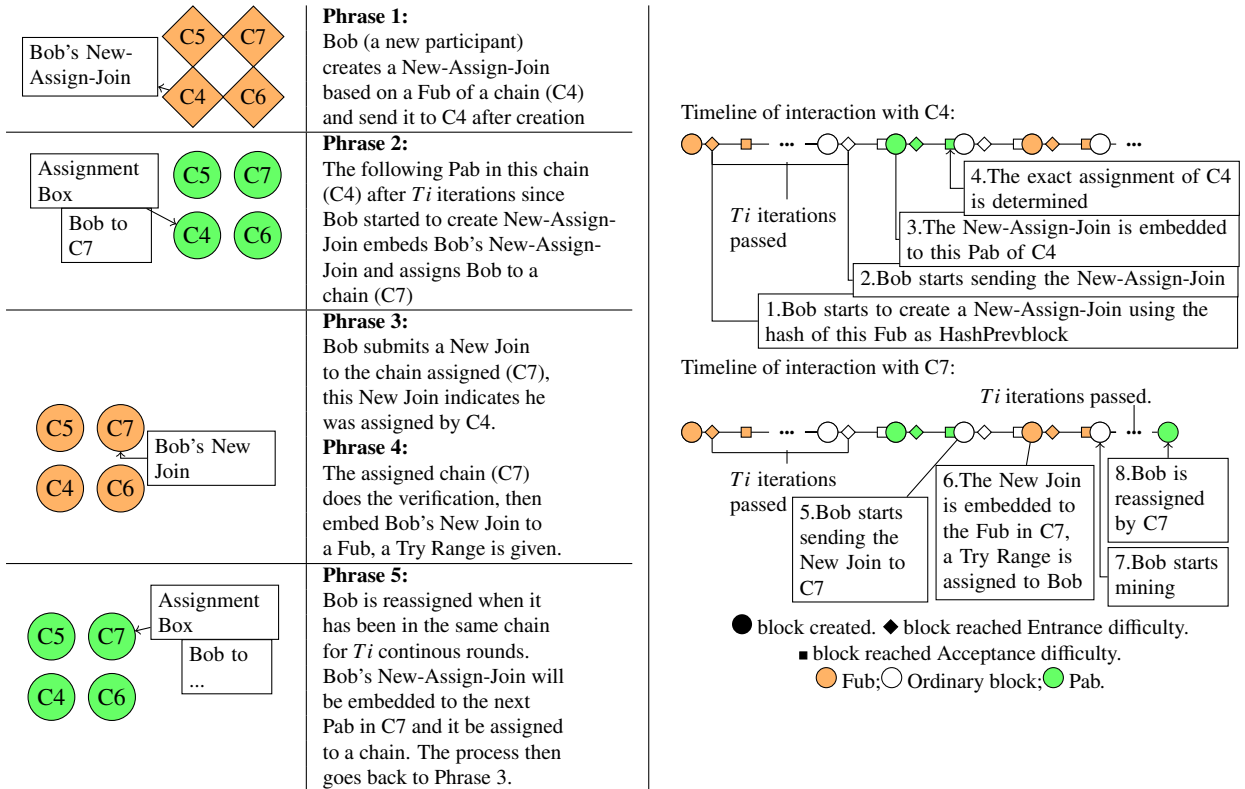 C5
C7
C4
C6
Bob's New-
Assign-Join
Phrase 1:
Bob (a new participant)
creates a New-Assign-Join
based on a Fub of a chain (C4)
and send it to C4 after creation
Assignment
Box
Bob to
C7
C5
C7
C4
C6
Phrase 2:
The following Pab in this chain
(C4) after Ti iterations since
Bob started to create New-Assign-
Join embeds Bob's New-Assign-
Join and assigns Bob to a
chain (C7)
C5
C7
C4
C6
Bob's New
Join
Phrase 3:
Bob submits a New Join
to the chain assigned (C7),
this New Join indicates he
was assigned by C4.
Phrase 4:
The assigned chain (C7)
does the verification, then
embed Bob's New Join to
a Fub, a Try Range is given.
C5
C7
C4
C6
Assignment
Box
Bob to
...
Phrase 5:
Bob is reassigned when it
has been in the same chain
for Ti continous rounds.
Bob's New-Assign-Join will
be embedded to the next
Pab in C7 and it be assigned
to a chain. The process then
goes back to Phrase 3.
Timeline of interaction with C4:
...
...
Ti iterations
passed
4.The exact assignment of C4
is determined
3.The New-Assign-Join is embedded
to this Pab of C4
2.Bob starts sending the New-Assign-Join
1.Bob starts to create a New-Assign-Join using the
hash of this Fub as HashPrevblock
Timeline of interaction with C7:
Ti iterations passed.
...
...
Ti iterations
passed
5.Bob starts
sending the
New Join to
C7
6.The New Join
is embedded to
the Fub in C7,
a Try Range is
assigned to Bob
8.Bob is
reassigned
by C7
7.Bob starts
mining
block created. block reached Entrance difficulty.
block reached Acceptance difficulty.
Fub; Ordinary block; Pab.